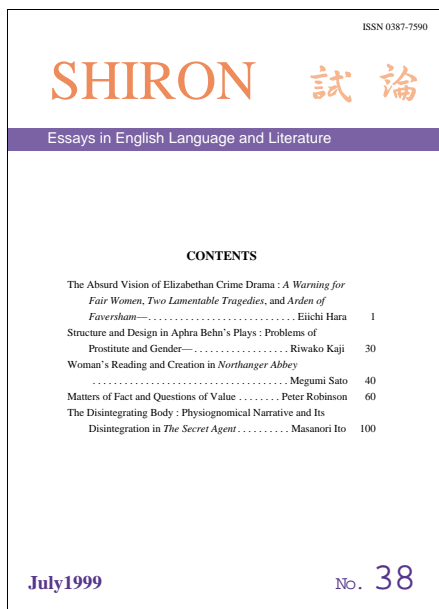 ISSN 0387-7590
SHIRON 試論
Essays in English Language and Literature
CONTENTS
The Absurd Vision of Elizabethan Crime Drama : A Warning for
Fair Women, Two Lamentable Tragedies, and Arden of
Faversham— . . . . . . . . . . . . . . . . . . . . . . . . . . . . Eiichi Hara 1
Structure and Design in Aphra Behn's Plays : Problems of
Prostitute and Gender— . . . . . . . . . . . . . . . . . . Riwako Kaji 30
Woman's Reading and Creation in Northanger Abbey
. . . . . . . . . . . . . . . . . . . . . . . . . . . . . . . . . . . . . Megumi Sato 40
Matters of Fact and Questions of Value . . . . . . . . Peter Robinson 60
The Disintegrating Body : Physiognomical Narrative and Its
Disintegration in The Secret Agent . . . . . . . . . . Masanori Ito 100
July1999 No. 38